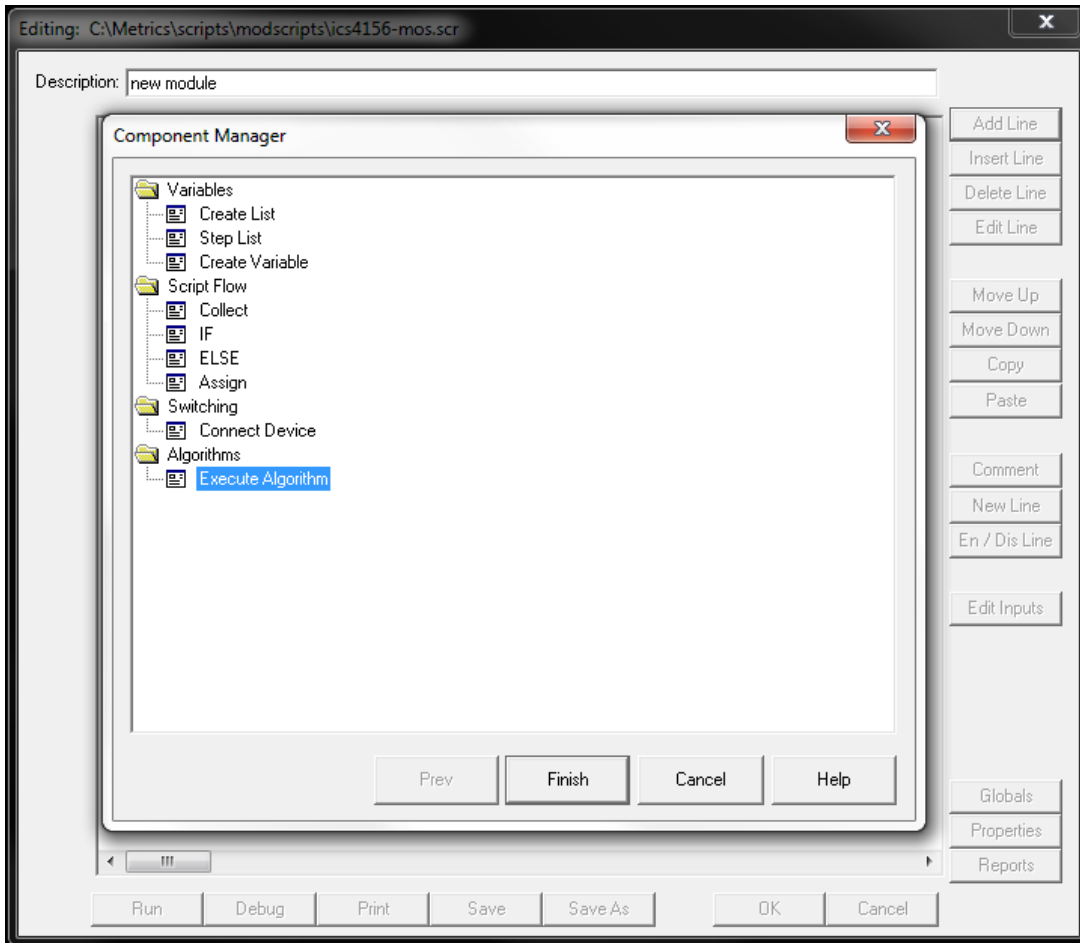 Editing: C:\Metrics\scripts\modscripts\ics4156-mos.scr
Description: new module
Component Manager
Variables
Create List
Step List
Create Variable
Script Flow
Collect
IF
ELSE
Assign
Switching
Connect Device
Algorithms
Execute Algorithm
Prev
Finish
Cancel
Help
Add Line
Insert Line
Delete Line
Edit Line
Move Up
Move Down
Copy
Paste
Comment
New Line
En / Dis Line
Edit Inputs
Globals
Properties
Reports
Run
Debug
Print
Save
Save As
OK
Cancel